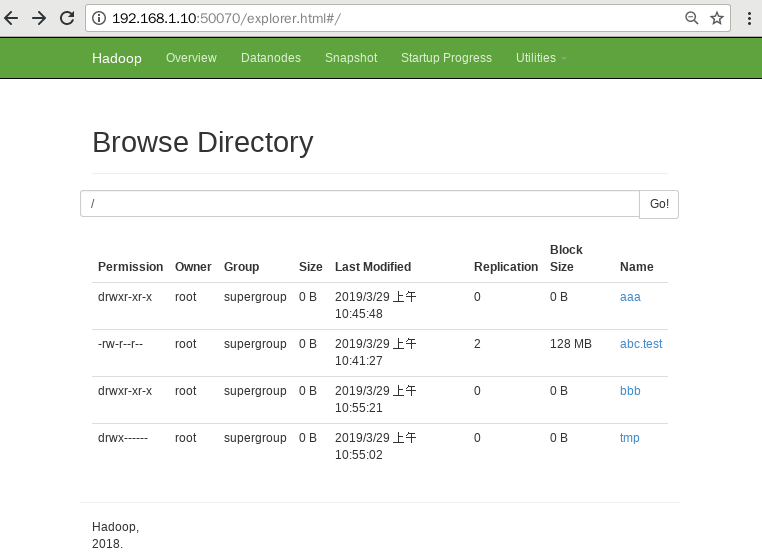 192.168.1.10:50070/explorer.html#/
Hadoop Overview Datanodes Snapshot Startup Progress Utilities
Browse Directory
/ Go!
Permission Owner Group Size Last Modified Replication Block Size Name
drwxr-xr-x root supergroup 0 B 2019/3/29 上午 10:45:48 0 0 B aaa
-rw-r--r-- root supergroup 0 B 2019/3/29 上午 10:41:27 2 128 MB abc.test
drwxr-xr-x root supergroup 0 B 2019/3/29 上午 10:55:21 0 0 B bbb
drwx------ root supergroup 0 B 2019/3/29 上午 10:55:02 0 0 B tmp
Hadoop,
2018.